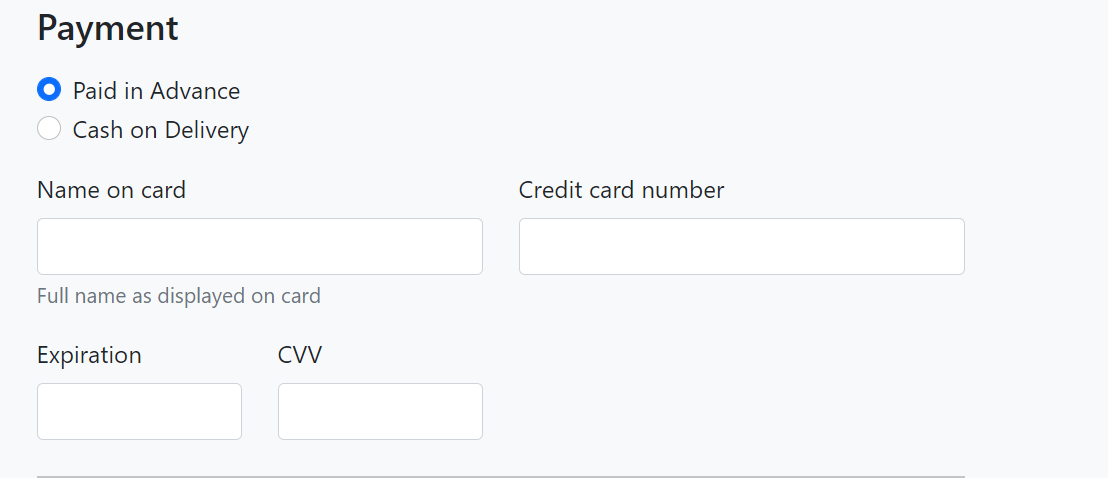 Payment
Paid in Advance
Cash on Delivery
Name on card
Credit card number
Full name as displayed on card
Expiration
CVV